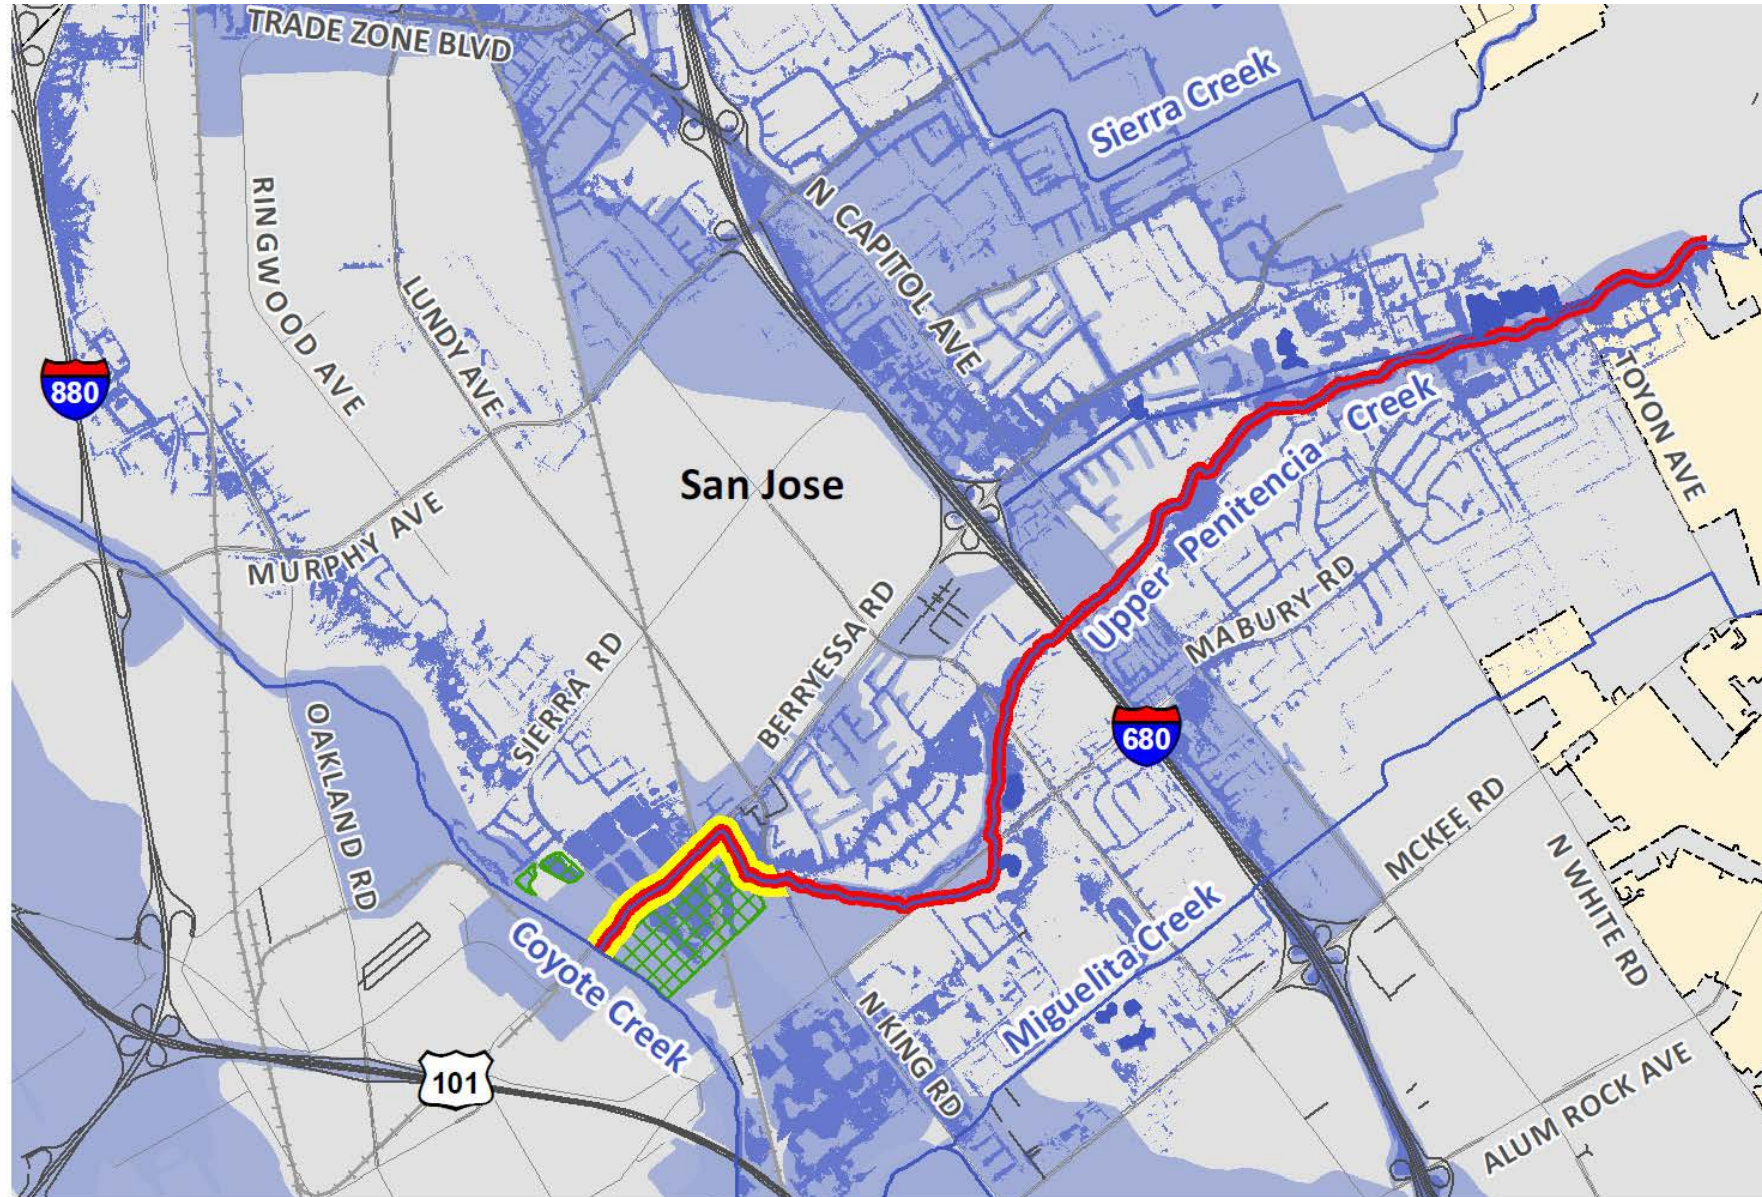 TRADE ZONE BLVD
Sierra Creek
RINGWOOD AVE
N CAPITOL AVE
LUNDY AVE
880
TOYON AVE
Upper Penitencia Creek
San Jose
MURPHY AVE
MABURY RD
BERRYESSA RD
SIERRA RD
OAKLAND RD
680
MCKEE RD
N WHITE RD
Coyote Creek
Miguelita Creek
N KING RD
101
ALUM ROCK AVE